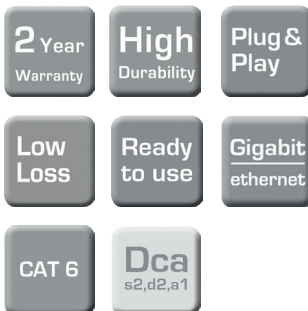 2 Year
Warranty
High
Durability
Plug &
Play
Low
Loss
Ready
to use
Gigabit
ethernet
CAT 6
Dca
s2,d2,a1